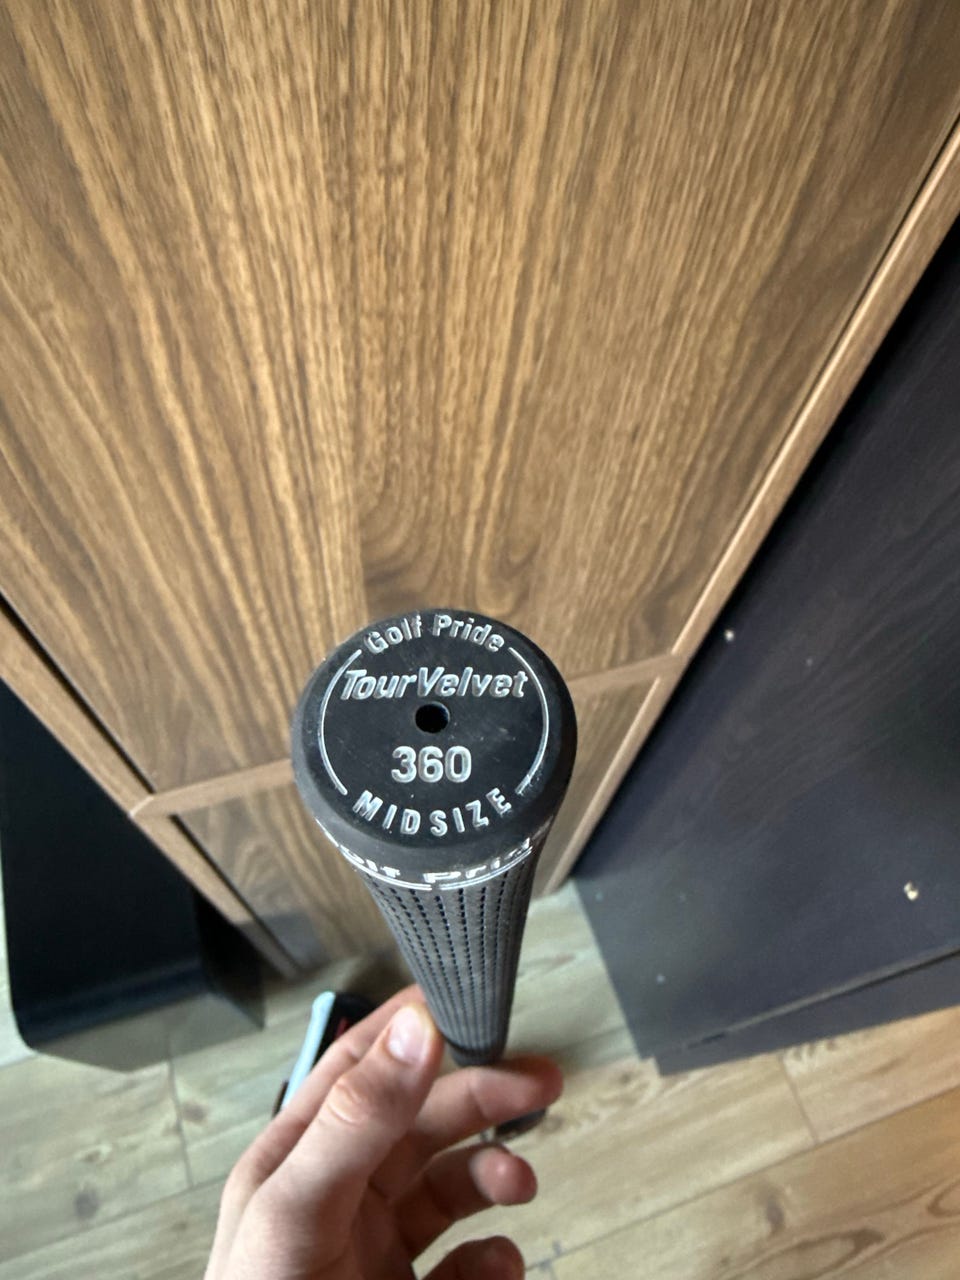 Golf Pride
TourVelvet
360
MIDSIZE